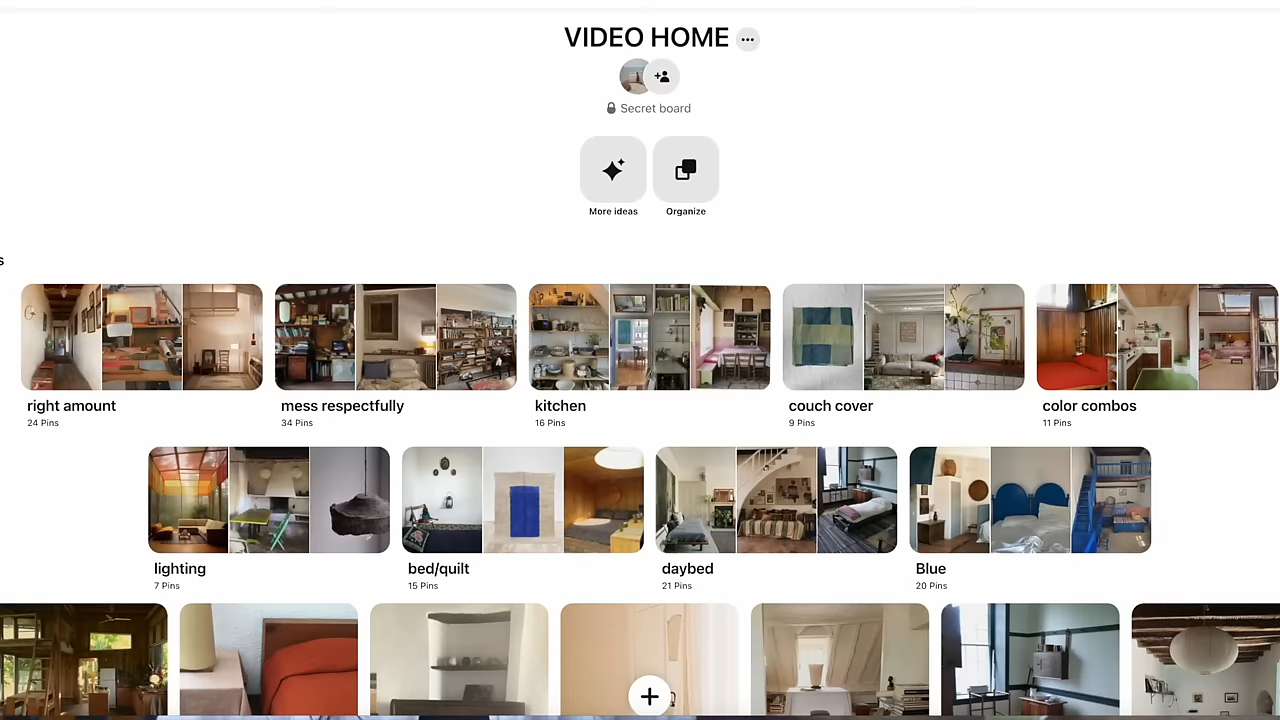 VIDEO HOME
Secret board
More ideas
Organize
s
right amount
24 Pins
mess respectfully
34 Pins
kitchen
16 Pins
couch cover
9 Pins
color combos
11 Pins
lighting
7 Pins
bed/quilt
15 Pins
daybed
21 Pins
Blue
20 Pins